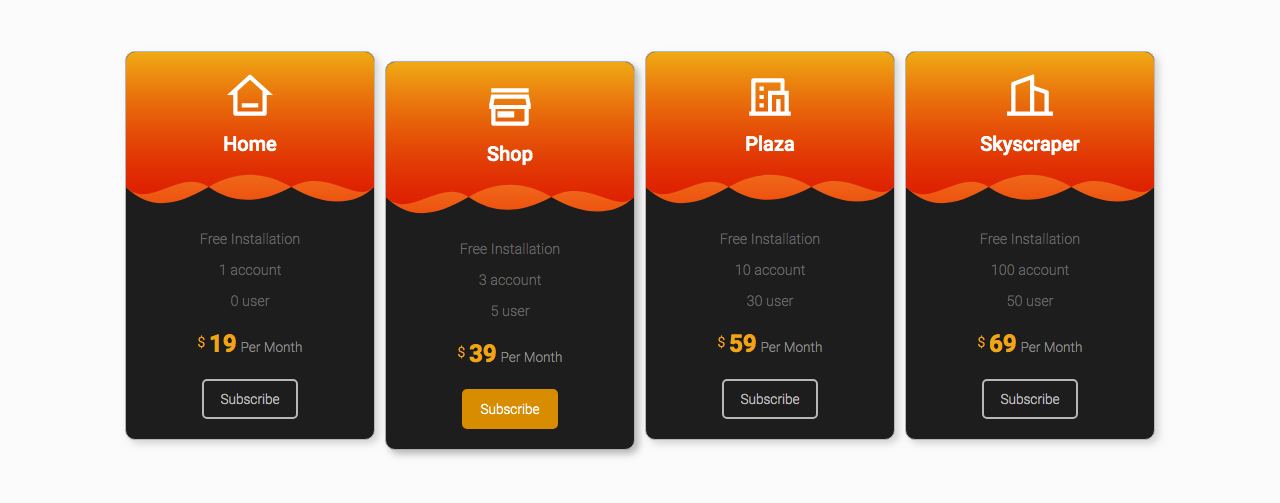 Home
Free Installation
1 account
0 user
$ 19 Per Month
Subscribe
Shop
Free Installation
3 account
5 user
$ 39 Per Month
Subscribe
Plaza
Free Installation
10 account
30 user
$ 59 Per Month
Subscribe
Skyscraper
Free Installation
100 account
50 user
$ 69 Per Month
Subscribe